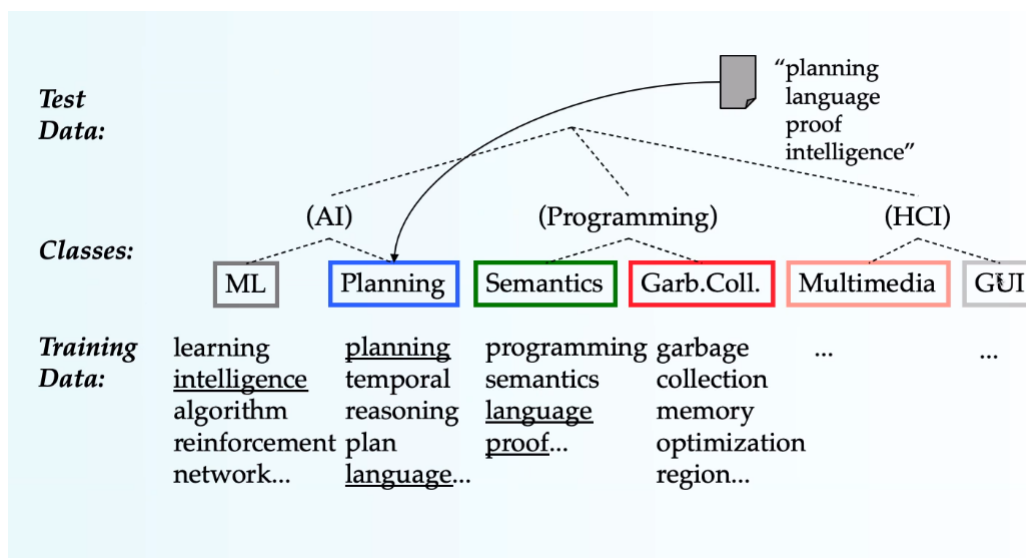 Test
Data:
“planning
language
proof
intelligence”
(AI)
(Programming)
(HCI)
Classes:
ML
Planning
Semantics
Garb.Coll.
Multimedia
GUI
Training
Data:
learning
intelligence
algorithm
reinforcement
network...
planning
temporal
reasoning
plan
language...
programming
semantics
language
proof...
garbage
collection
memory
optimization
region...
...
...